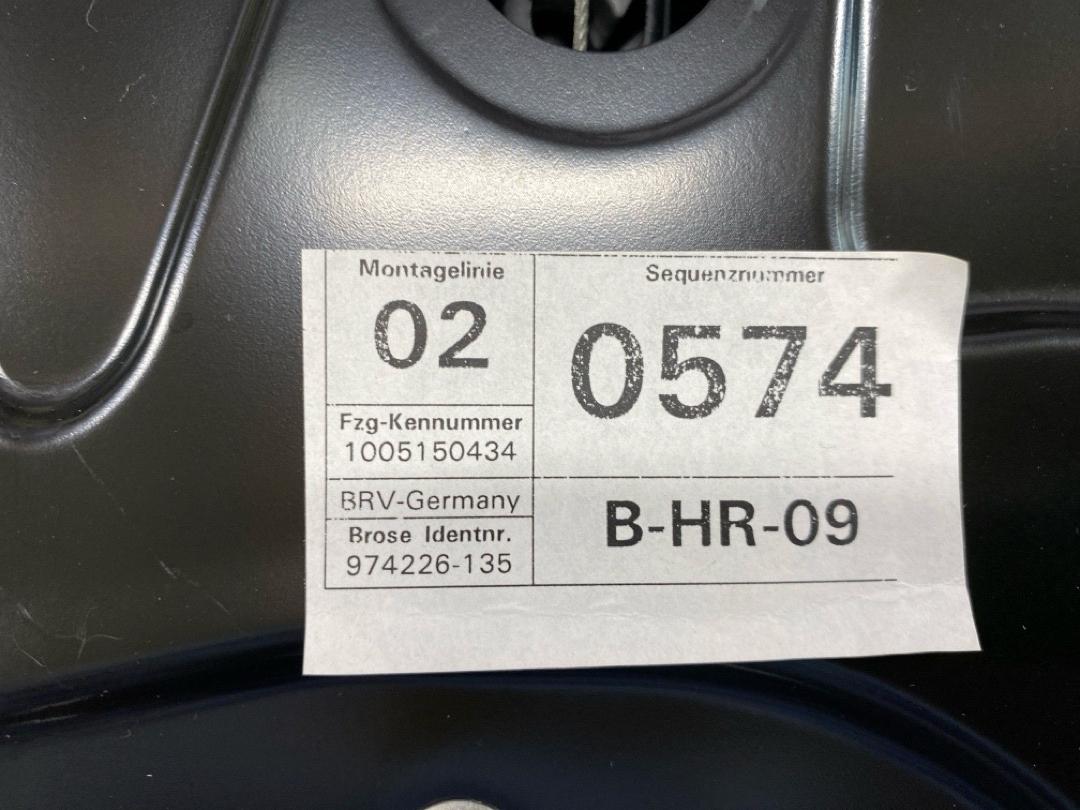 Montagelinie
02
Sequenznummer
0574
Fzg-Kennummer
1005150434
BRV-Germany
Brose Identnr.
974226-135
B-HR-09